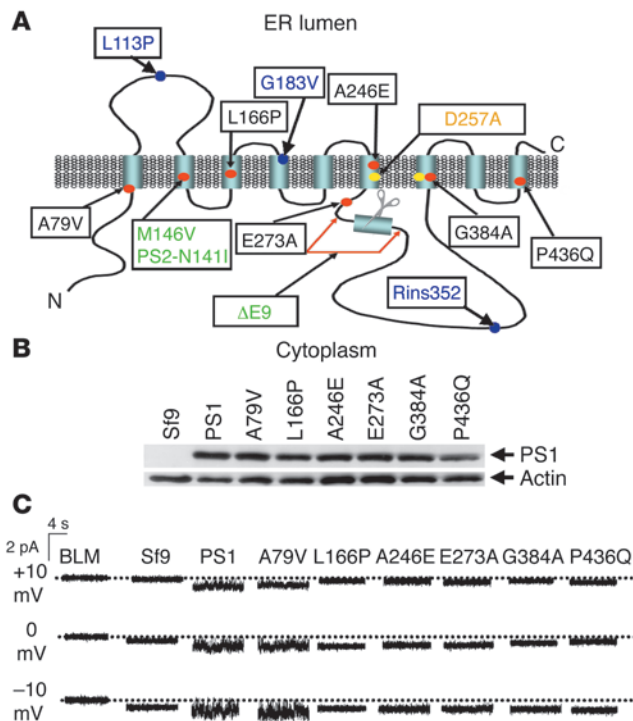 A
ER lumen
L113P
G183V
A246E
L166P
D257A
C
A79V
M146V
PS2-N141I
E273A
G384A
P436Q
N
ΔE9
Rins352
B
Cytoplasm
Sf9 PS1 A79V L166P A246E E273A G384A P436Q
PS1
Actin
C
4 s
2 pA
BLM Sf9 PS1 A79V L166P A246E E273A G384A P436Q
+10
mV
0
mV
−10
mV